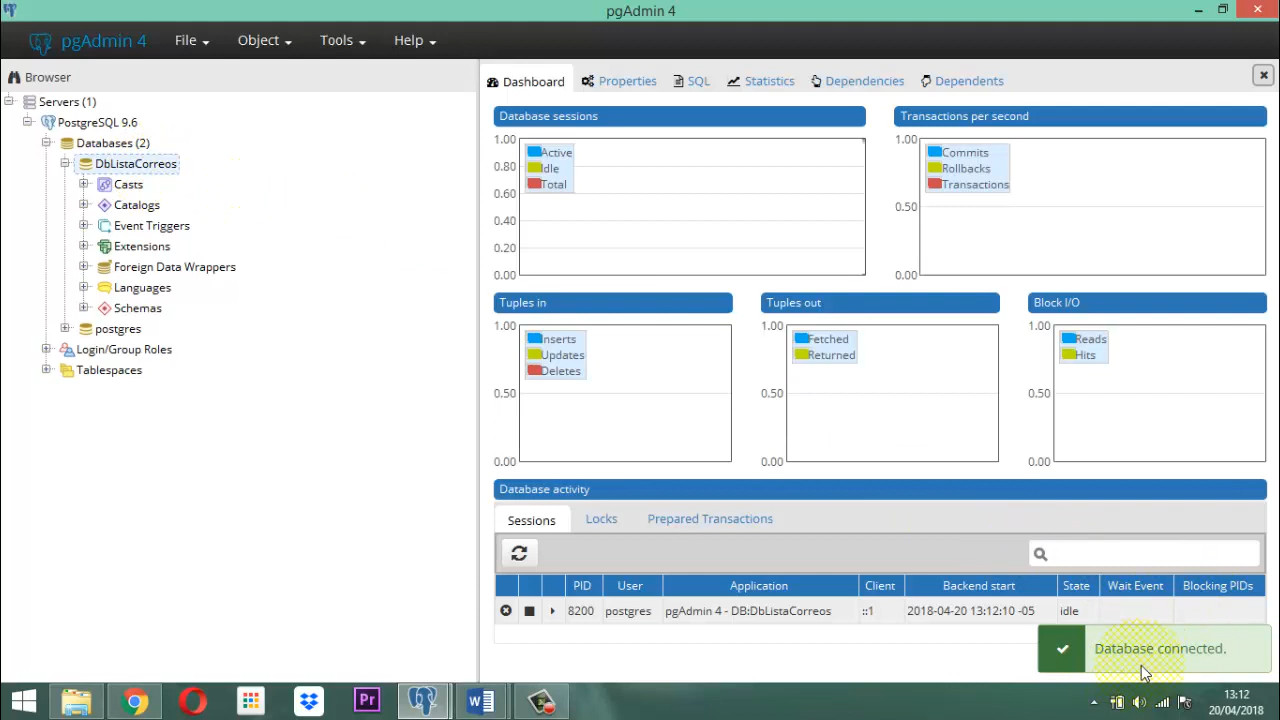 pgAdmin 4
pgAdmin 4 File Object Tools Help
Browser
Servers (1)
PostgreSQL 9.6
Databases (2)
DbListaCorreos
Casts
Catalogs
Event Triggers
Extensions
Foreign Data Wrappers
Languages
Schemas
postgres
Login/Group Roles
Tablespaces
Dashboard Properties SQL Statistics Dependencies Dependents
Database sessions
1.00
0.80
0.60
0.40
0.20
0.00
Active
Idle
Total
Transactions per second
1.00
0.50
0.00
Commits
Rollbacks
Transactions
Tuples in
1.00
0.50
0.00
Inserts
Updates
Deletes
Tuples out
1.00
0.50
0.00
Fetched
Returned
Block I/O
1.00
0.50
0.00
Reads
Hits
Database activity
Sessions Locks Prepared Transactions
PID User Application Client Backend start State Wait Event Blocking PIDs
8200 postgres pgAdmin 4 - DB:DbListaCorreos ::1 2018-04-20 13:12:10 -05 idle
Database connected.
Pr
13:12
20/04/2018